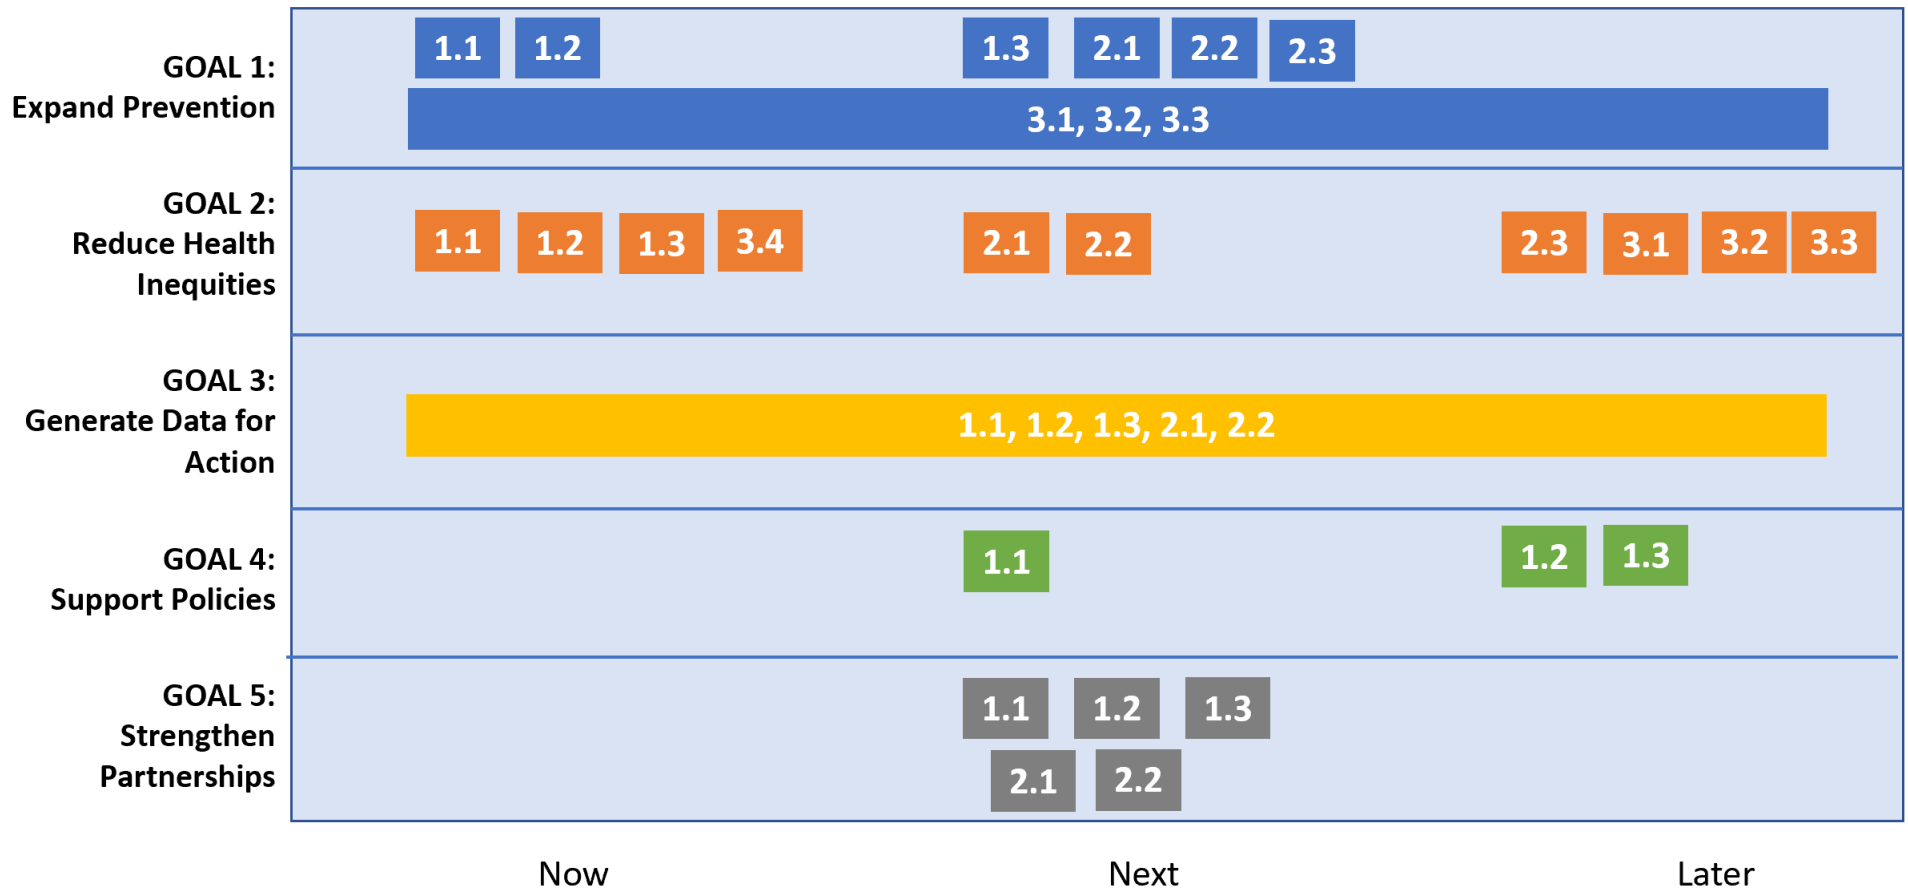 GOAL 1:
Expand Prevention
1.1 1.2 1.3 2.1 2.2 2.3
3.1, 3.2, 3.3
GOAL 2:
Reduce Health
Inequities
1.1 1.2 1.3 3.4 2.1 2.2 2.3 3.1 3.2 3.3
GOAL 3:
Generate Data for
Action
1.1, 1.2, 1.3, 2.1, 2.2
GOAL 4:
Support Policies
1.1 1.2 1.3
GOAL 5:
Strengthen
Partnerships
1.1 1.2 1.3
2.1 2.2
Now Next Later